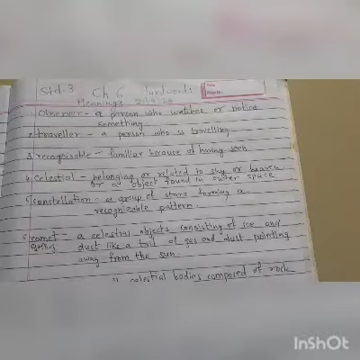 Std-3 Ch 6 Hardwords
Meanings
1. Observer - a person who watches or notice
something
2. traveller - a person who is travelling
3. recognisable - familiar because of having seen
4. Celestial - belonging or related to sky or heaven
or an object found in outer space
5. constellation - a group of stars forming a
recognizable pattern.
6. comet - a celestial objects consisting of ice and
dust like a tail of gas and dust pointing
away from the sun
celestial bodies composed of rock
InShOt